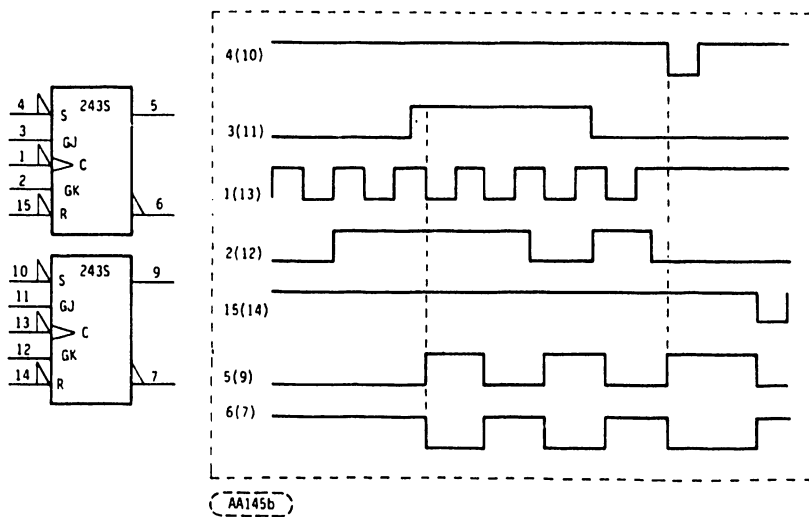 4 S 243S 5
3 GJ
1 C
2 GK
15 R 6
10 S 243S 9
11 GJ
13 C
12 GK
14 R 7
4(10)
3(11)
1(13)
2(12)
15(14)
5(9)
6(7)
AA145b